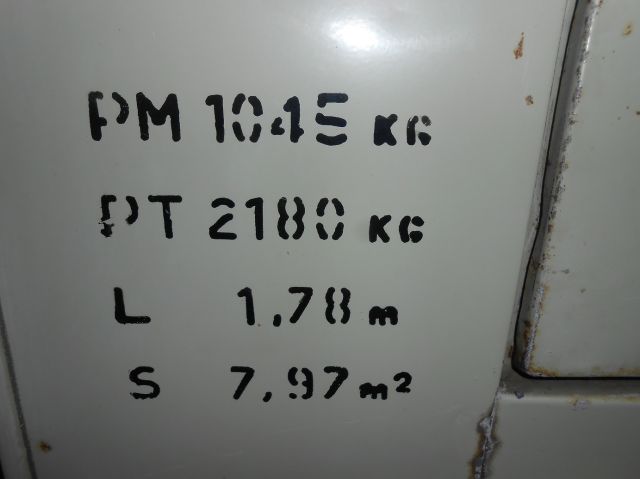 PM 1045 KG
PT 2180 KG
L 1,78 m
S 7,97 m²